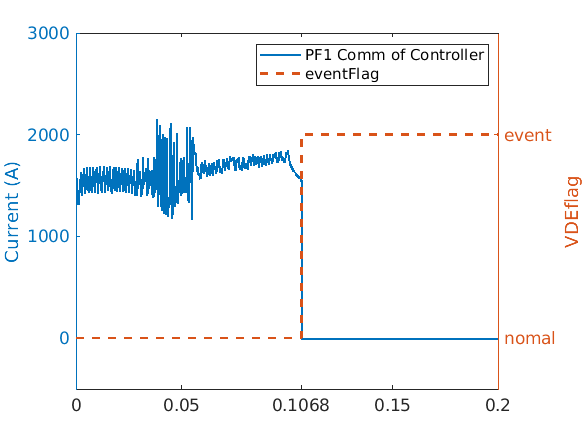 3000
PF1 Comm of Controller
eventFlag
2000
event
Current (A)
VDEflag
1000
0
nomal
0
0.05
0.1068
0.15
0.2